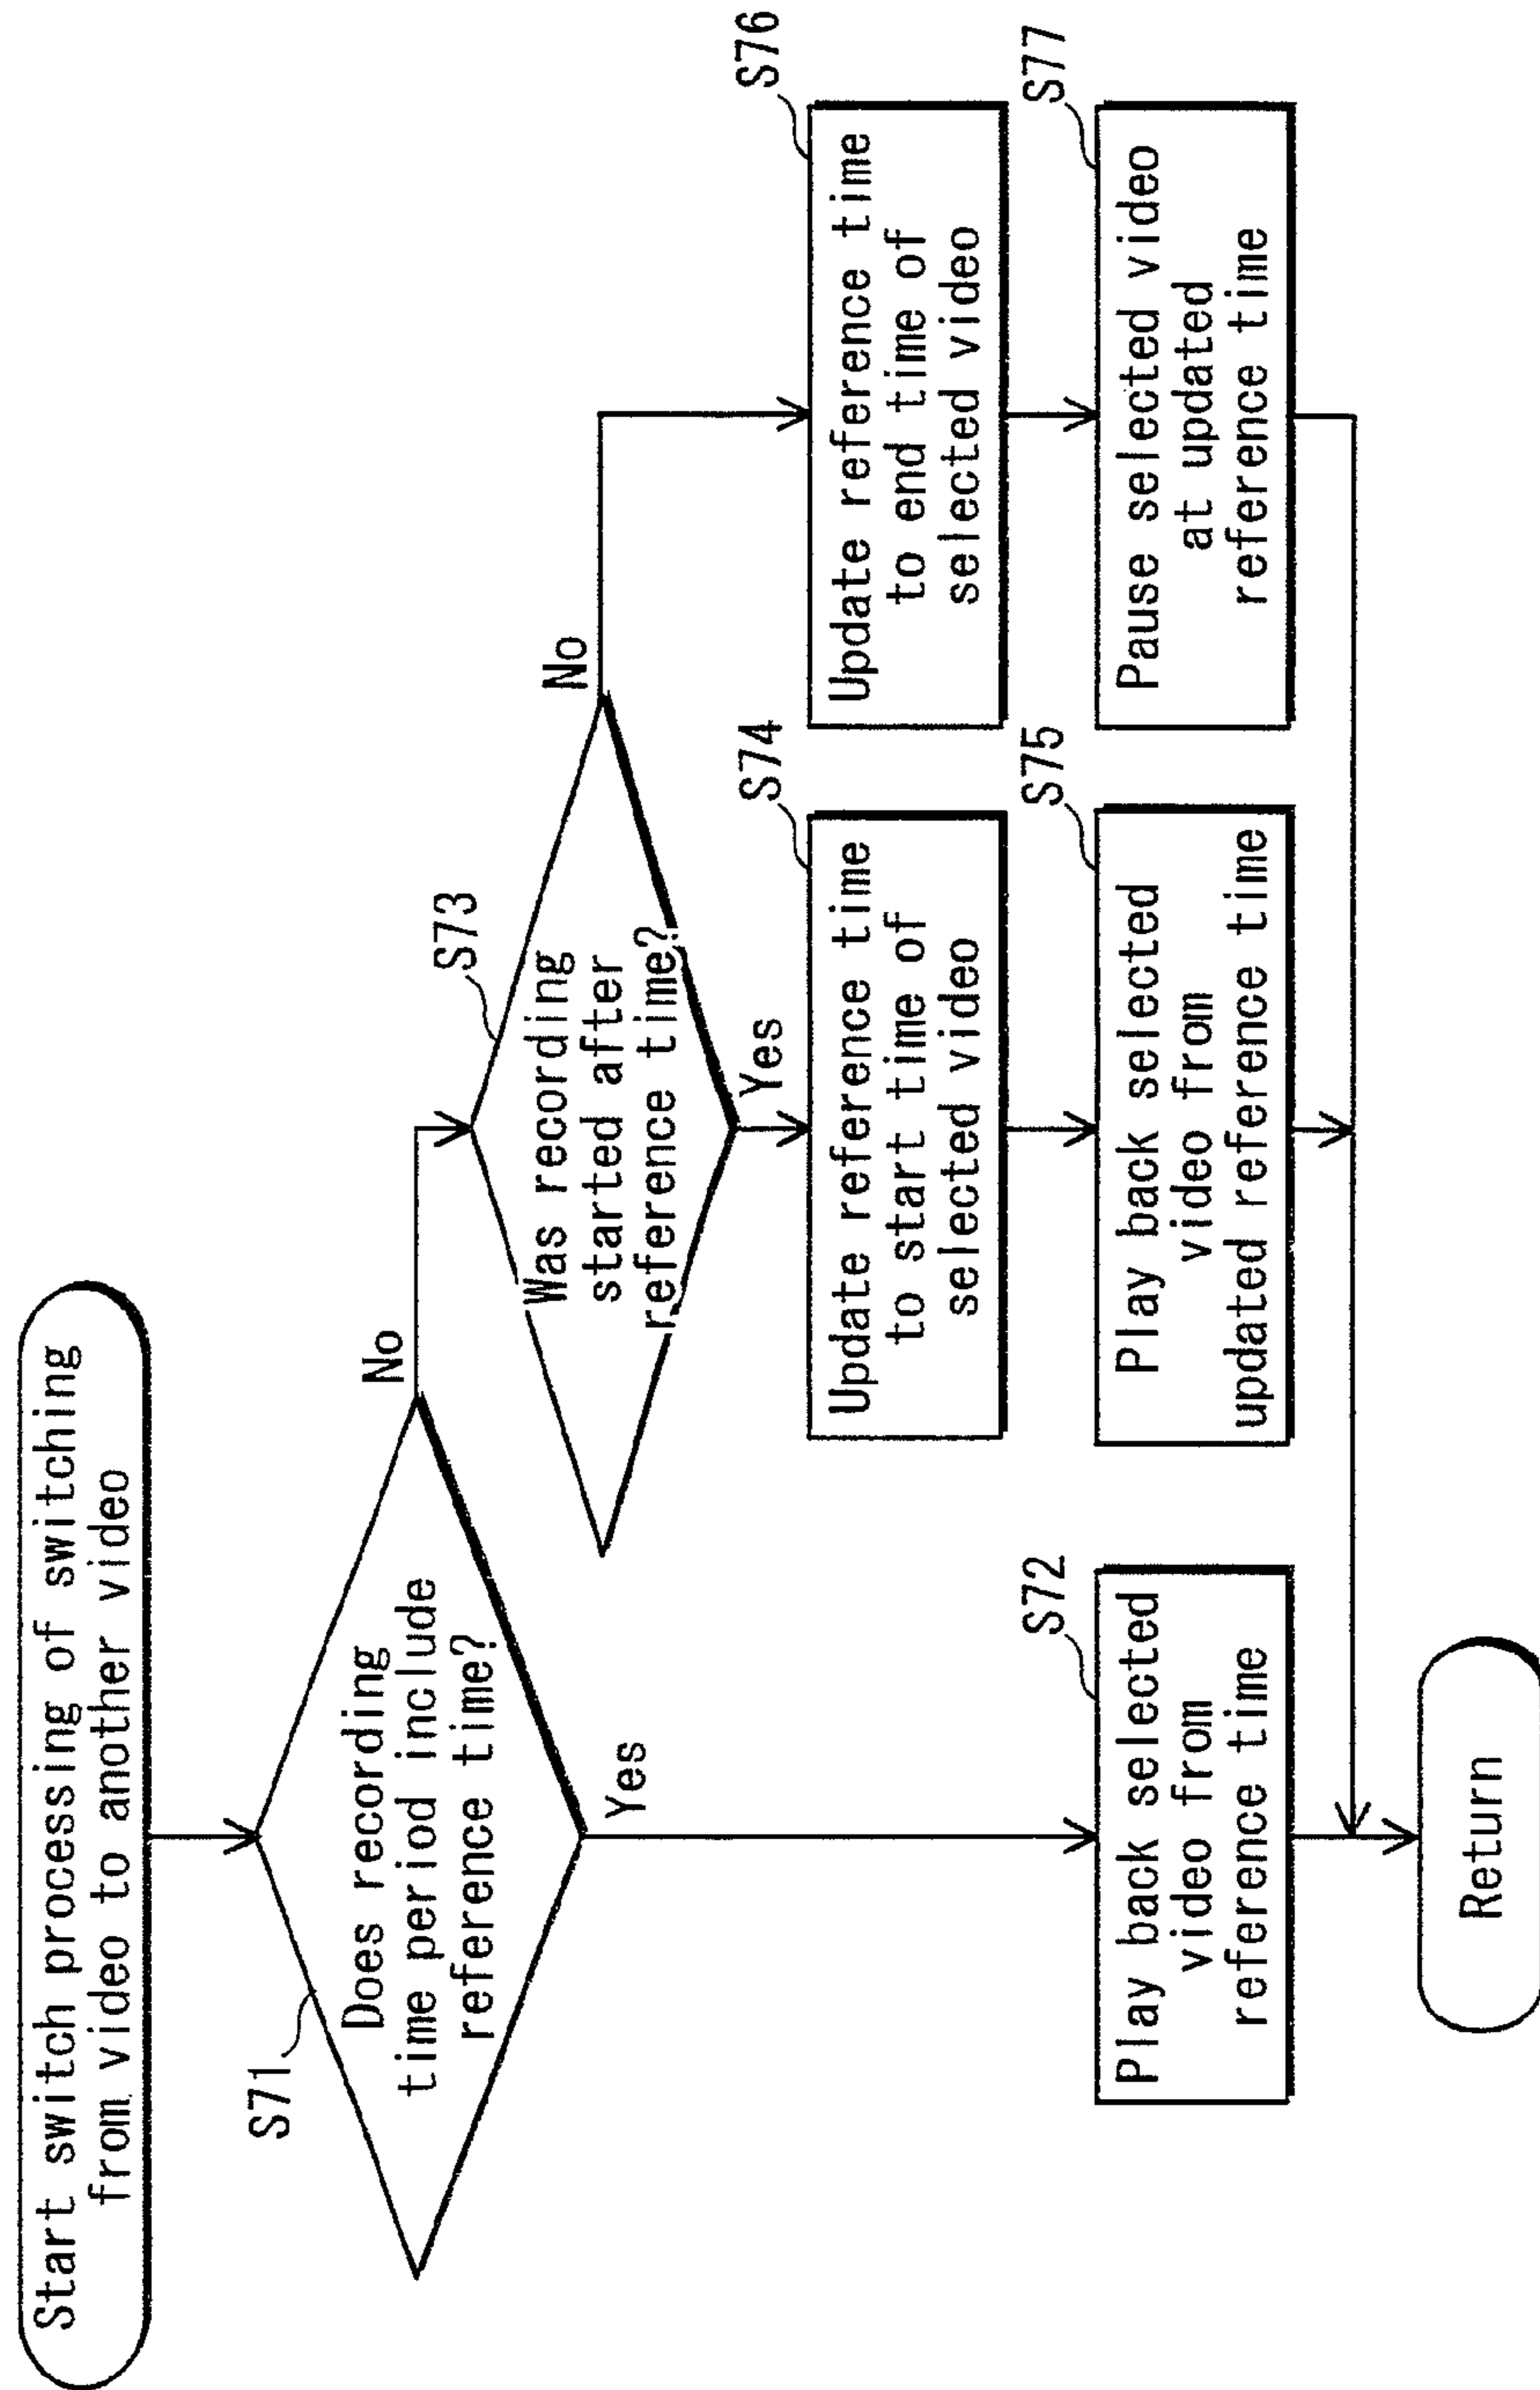 Start switch processing of switching
from video to another video
S71
Does recording
time period include
reference time?
No
Yes
S72
Play back selected
video from
reference time
S73
Was recording
started after
reference time?
No
Yes
S74
Update reference time
to start time of
selected video
S75
Play back selected
video from
updated reference time
S76
Update reference time
to end time of
selected video
S77
Pause selected video
at updated
reference time
Return